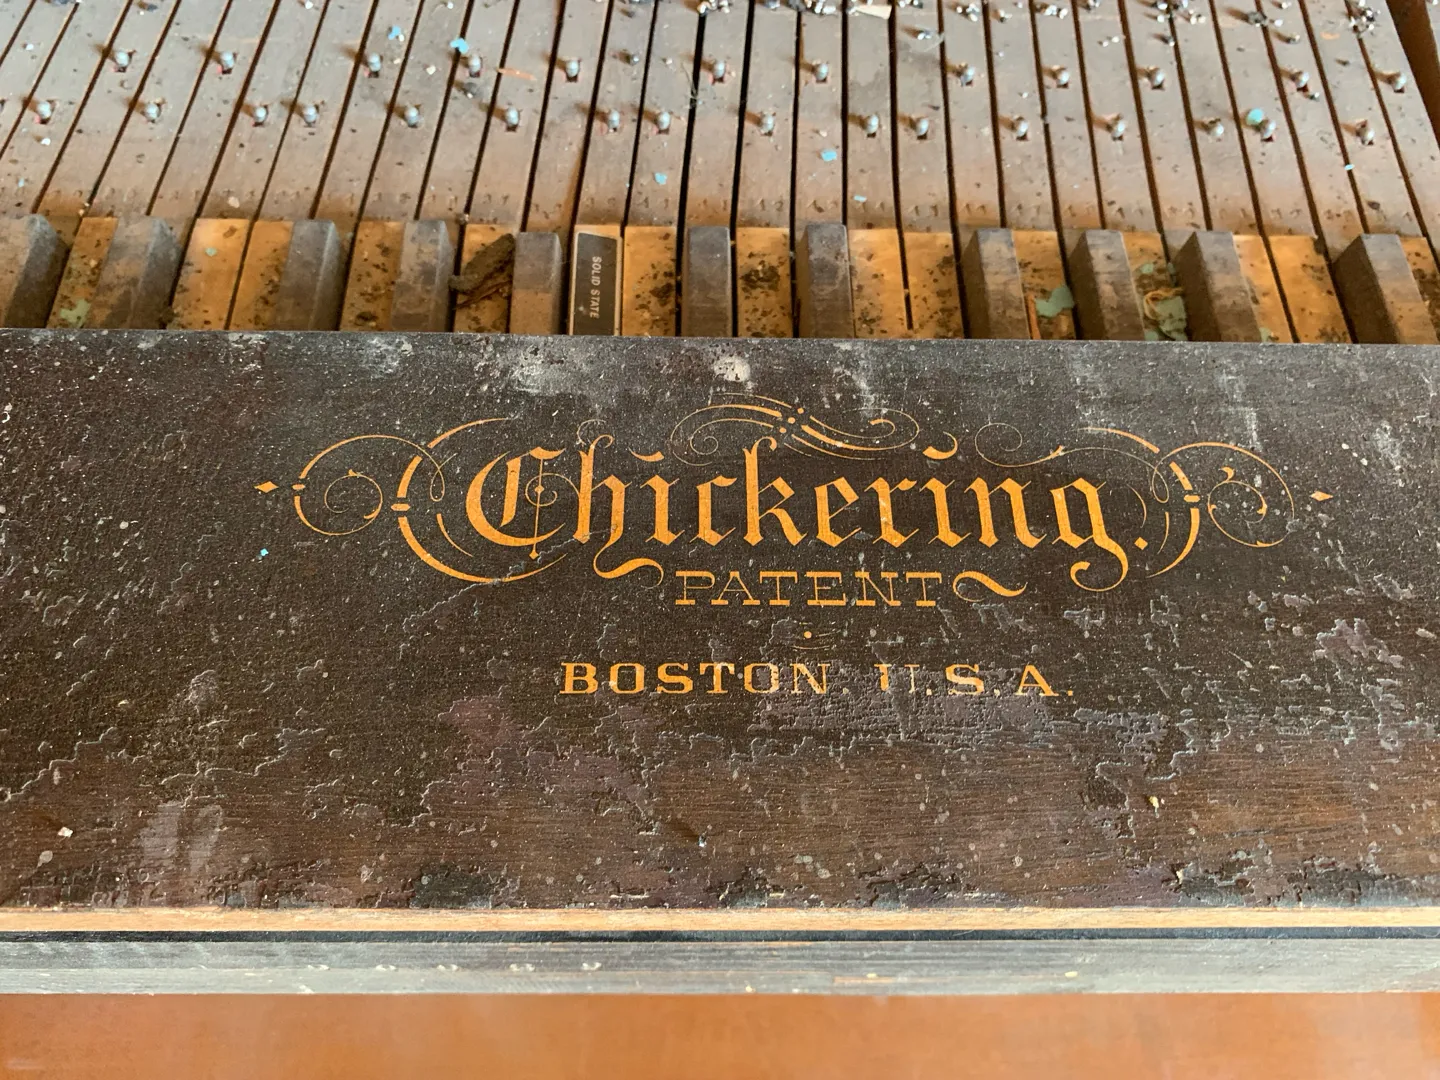 SOLID STATE
Chickering.
PATENT
BOSTON. U.S.A.